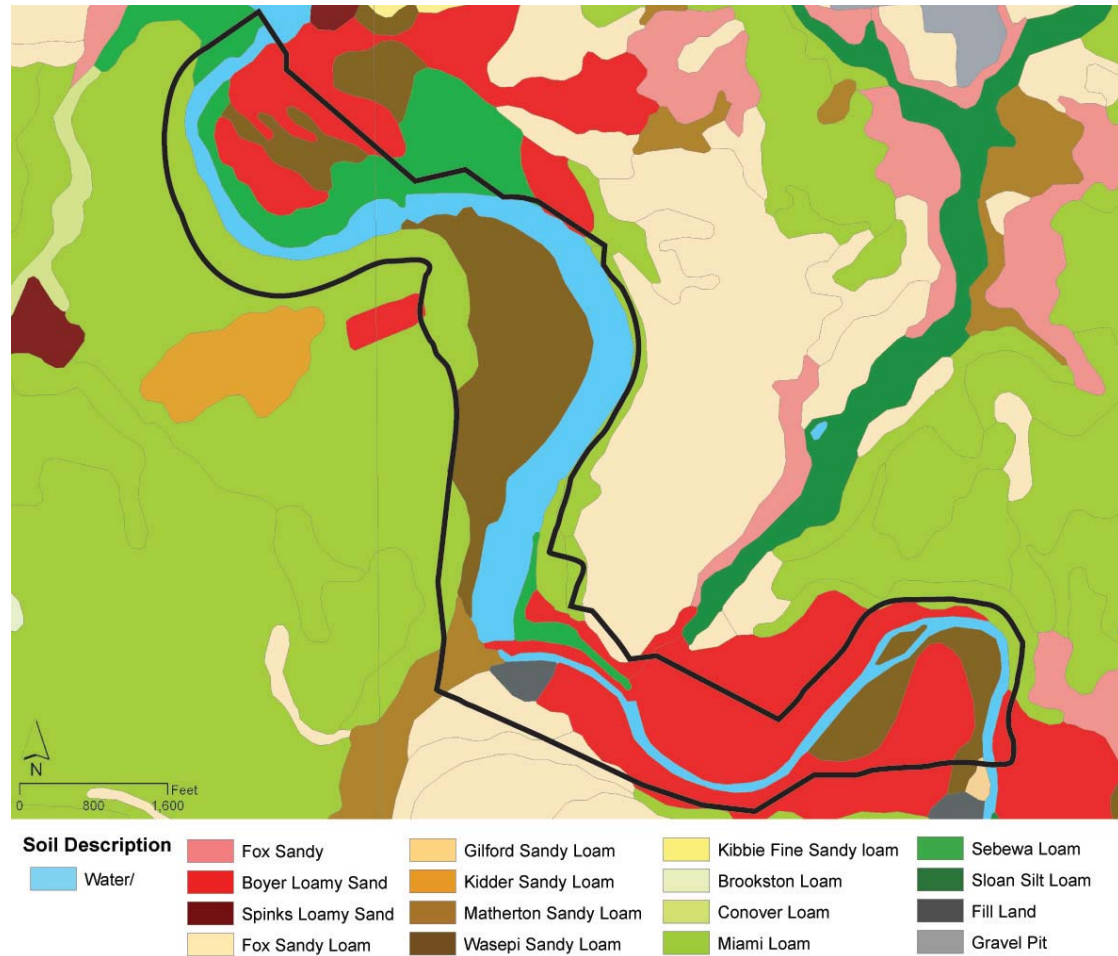 N
Feet
0 800 1,600
Soil Description
Water/
Fox Sandy
Boyer Loamy Sand
Spinks Loamy Sand
Fox Sandy Loam
Gilford Sandy Loam
Kidder Sandy Loam
Matherton Sandy Loam
Wasepi Sandy Loam
Kibbie Fine Sandy loam
Brookston Loam
Conover Loam
Miami Loam
Sebewa Loam
Sloan Silt Loam
Fill Land
Gravel Pit